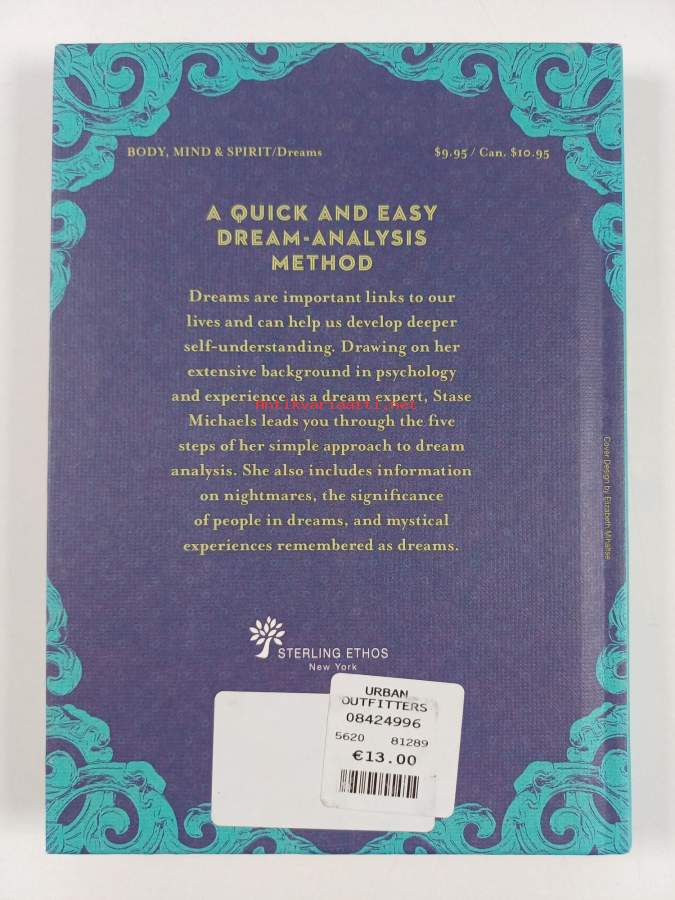 BODY, MIND & SPIRIT/Dreams $9.95 / Can. $10.95
A QUICK AND EASY
DREAM-ANALYSIS
METHOD
Dreams are important links to our
lives and can help us develop deeper
self-understanding. Drawing on her
extensive background in psychology
and experience as a dream expert, Stase
antikvariaatti.net
Michaels leads you through the five
steps of her simple approach to dream
analysis. She also includes information
on nightmares, the significance
of people in dreams, and mystical
experiences remembered as dreams.
Cover Design by Elizabeth Mihaltse
STERLING ETHOS
New York
URBAN
OUTFITTERS
08424996
5620 81289
€13.00